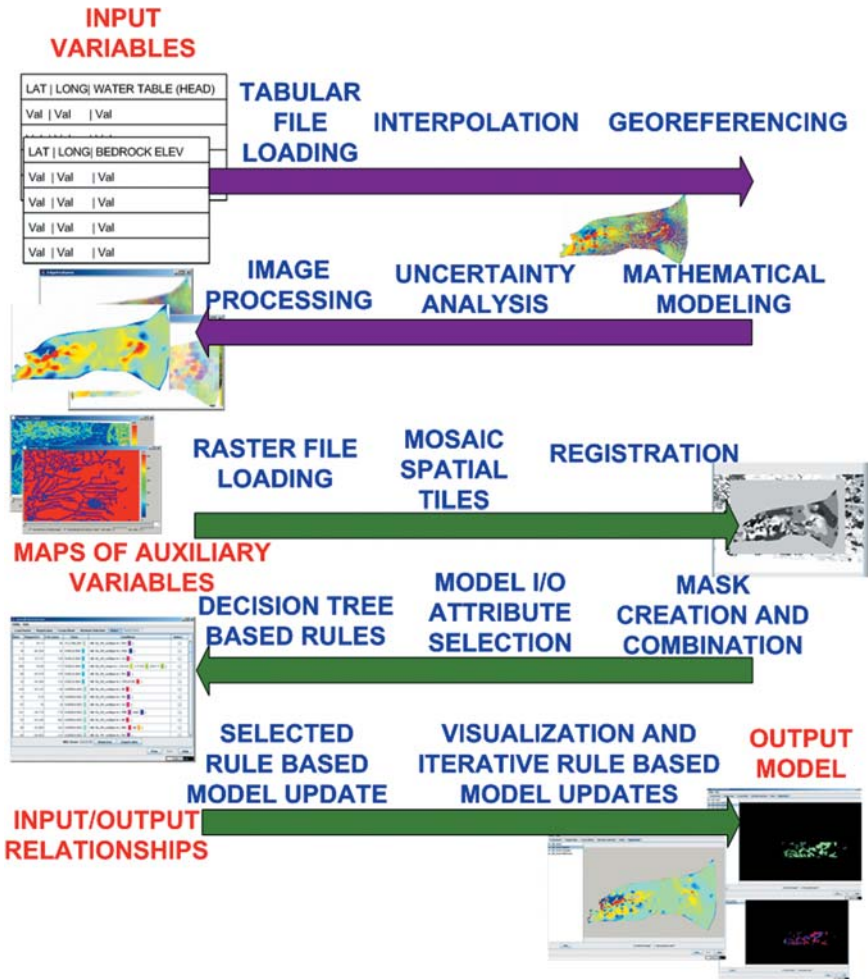 INPUT
VARIABLES
LAT | LONG| WATER TABLE (HEAD)
Val | Val | Val
LAT | LONG| BEDROCK ELEV
Val | Val | Val
Val | Val | Val
Val | Val | Val
Val | Val | Val
TABULAR
FILE
LOADING
INTERPOLATION
GEOREFERENCING
IMAGE
PROCESSING
UNCERTAINTY
ANALYSIS
MATHEMATICAL
MODELING
RASTER FILE
LOADING
MOSAIC
SPATIAL
TILES
REGISTRATION
MAPS OF AUXILIARY
VARIABLES
DECISION TREE
BASED RULES
MODEL I/O
ATTRIBUTE
SELECTION
MASK
CREATION AND
COMBINATION
SELECTED
RULE BASED
MODEL UPDATE
VISUALIZATION AND
ITERATIVE RULE BASED
MODEL UPDATES
OUTPUT
MODEL
INPUT/OUTPUT
RELATIONSHIPS